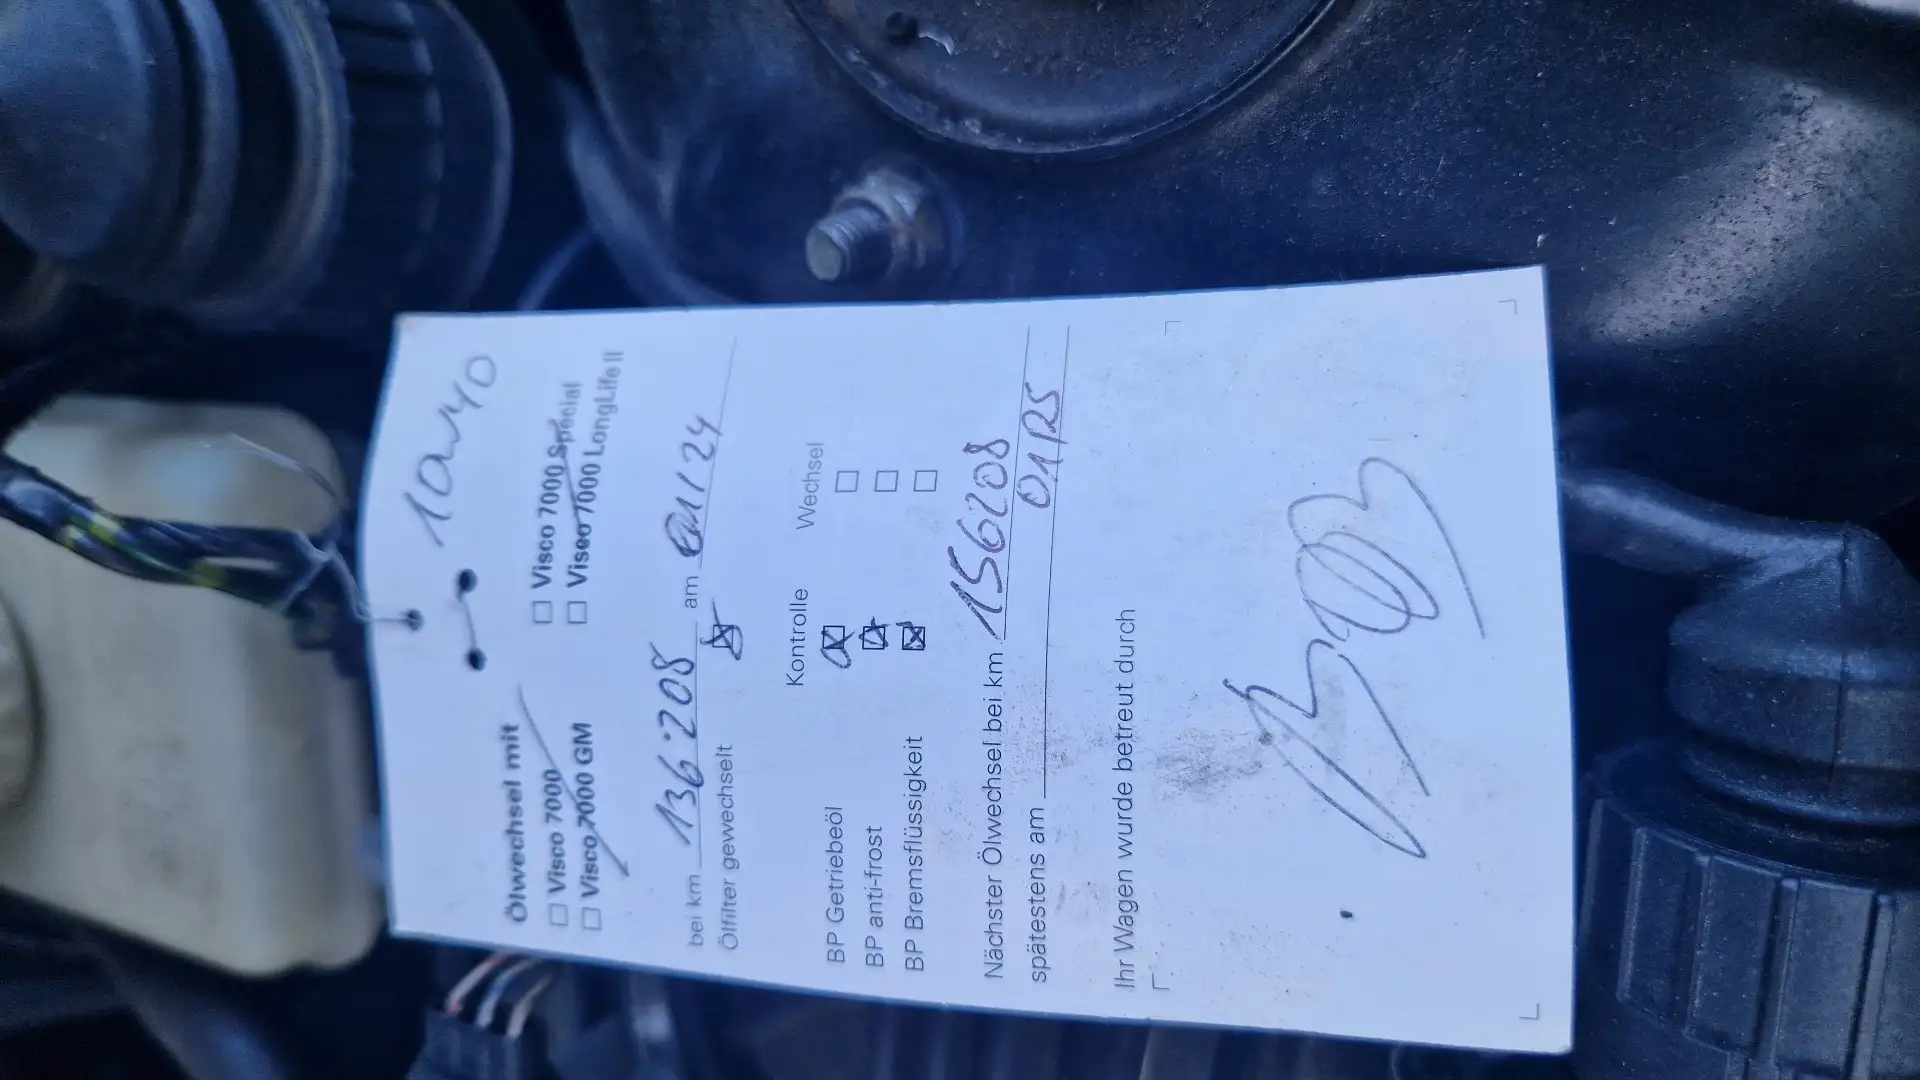 10W40
Ölwechsel mit
☐ Visco 7000 ☐ Visco 7000 Special
☐ Visco 7000 GM ☐ Visco 7000 LongLife II
bei km 136208 am 01/24
Ölfilter gewechselt ☒
Kontrolle Wechsel
BP Getriebeöl ☒ ☐
BP anti-frost ☒ ☐
BP Bremsflüssigkeit ☒ ☐
Nächster Ölwechsel bei km 156208
spätestens am
Ihr Wagen wurde betreut durch